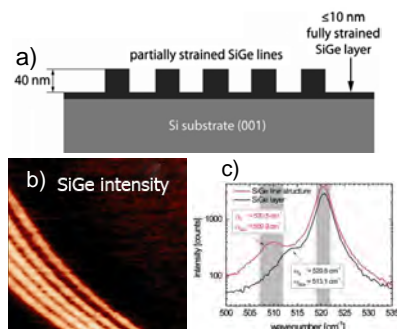 a)
partially strained SiGe lines
≤10 nm
fully strained
SiGe layer
40 nm
Si substrate (001)
b)
SiGe intensity
c)
SiGe line structure
SiGe layer
intensity [counts]
1000
100
500 505 510 515 520 525 530 535
wavenumber [cm⁻¹]